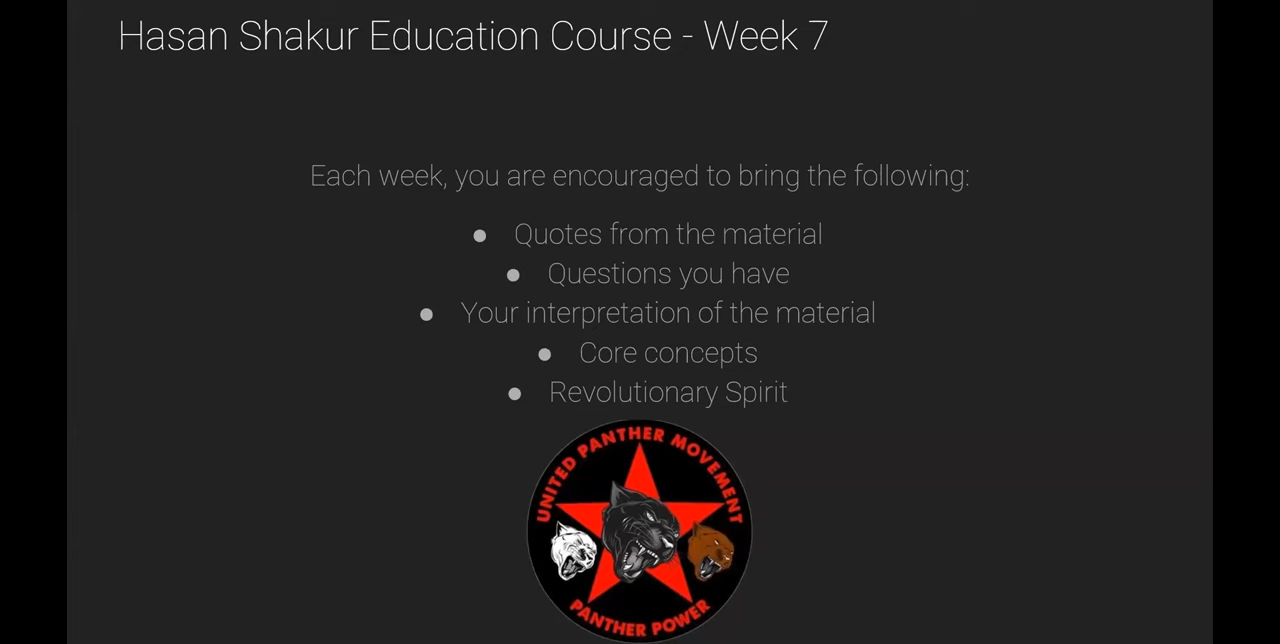 Hasan Shakur Education Course - Week 7
Each week, you are encouraged to bring the following:
● Quotes from the material
● Questions you have
● Your interpretation of the material
● Core concepts
● Revolutionary Spirit
UNITED PANTHER MOVEMENT
PANTHER POWER